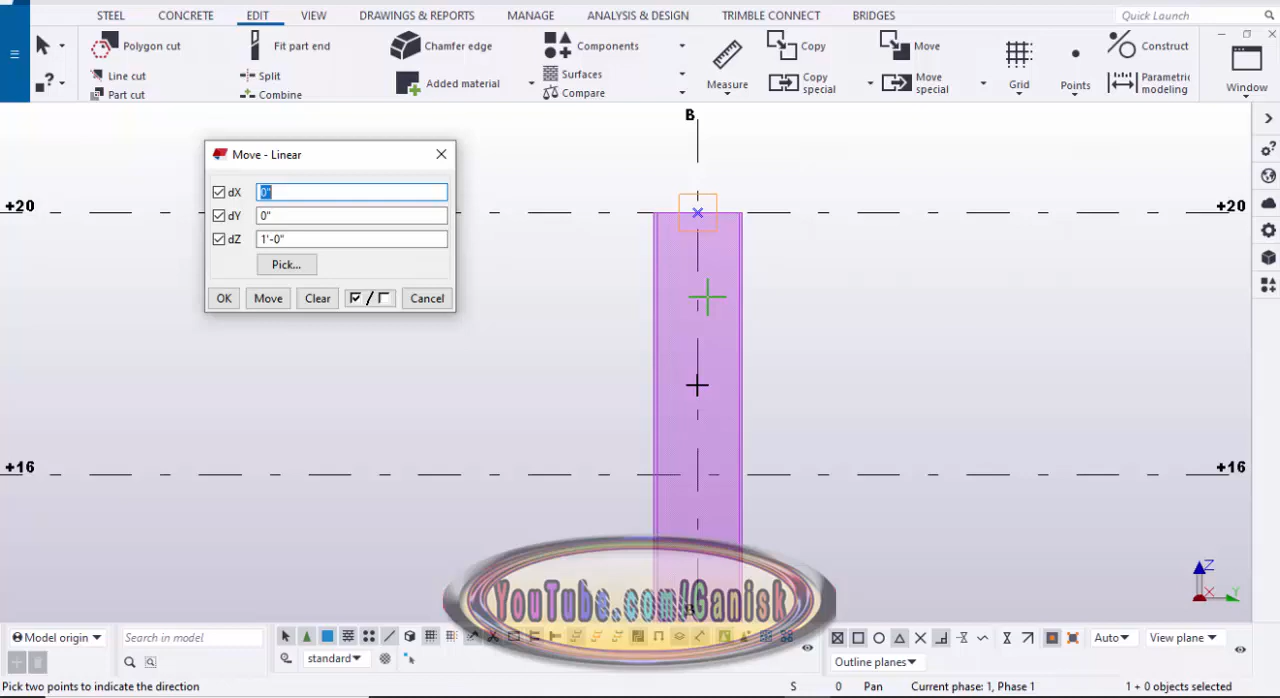 STEEL CONCRETE EDIT VIEW DRAWINGS & REPORTS MANAGE ANALYSIS & DESIGN TRIMBLE CONNECT BRIDGES Quick Launch
Polygon cut Fit part end Chamfer edge Components Copy Move Construct
Line cut Split Added material Surfaces Measure Copy special Move special Grid Points Parametric modeling Window
Part cut Combine Compare
B
Move - Linear
dX 0"
dY 0"
dZ 1'-0"
Pick...
OK Move Clear / Cancel
+20 +20
+16 +16
YouTube.com/Ganisk
Z
X Y
Model origin Search in model Auto View plane
standard Outline planes
Pick two points to indicate the direction S 0 Pan Current phase: 1, Phase 1 1 + 0 objects selected